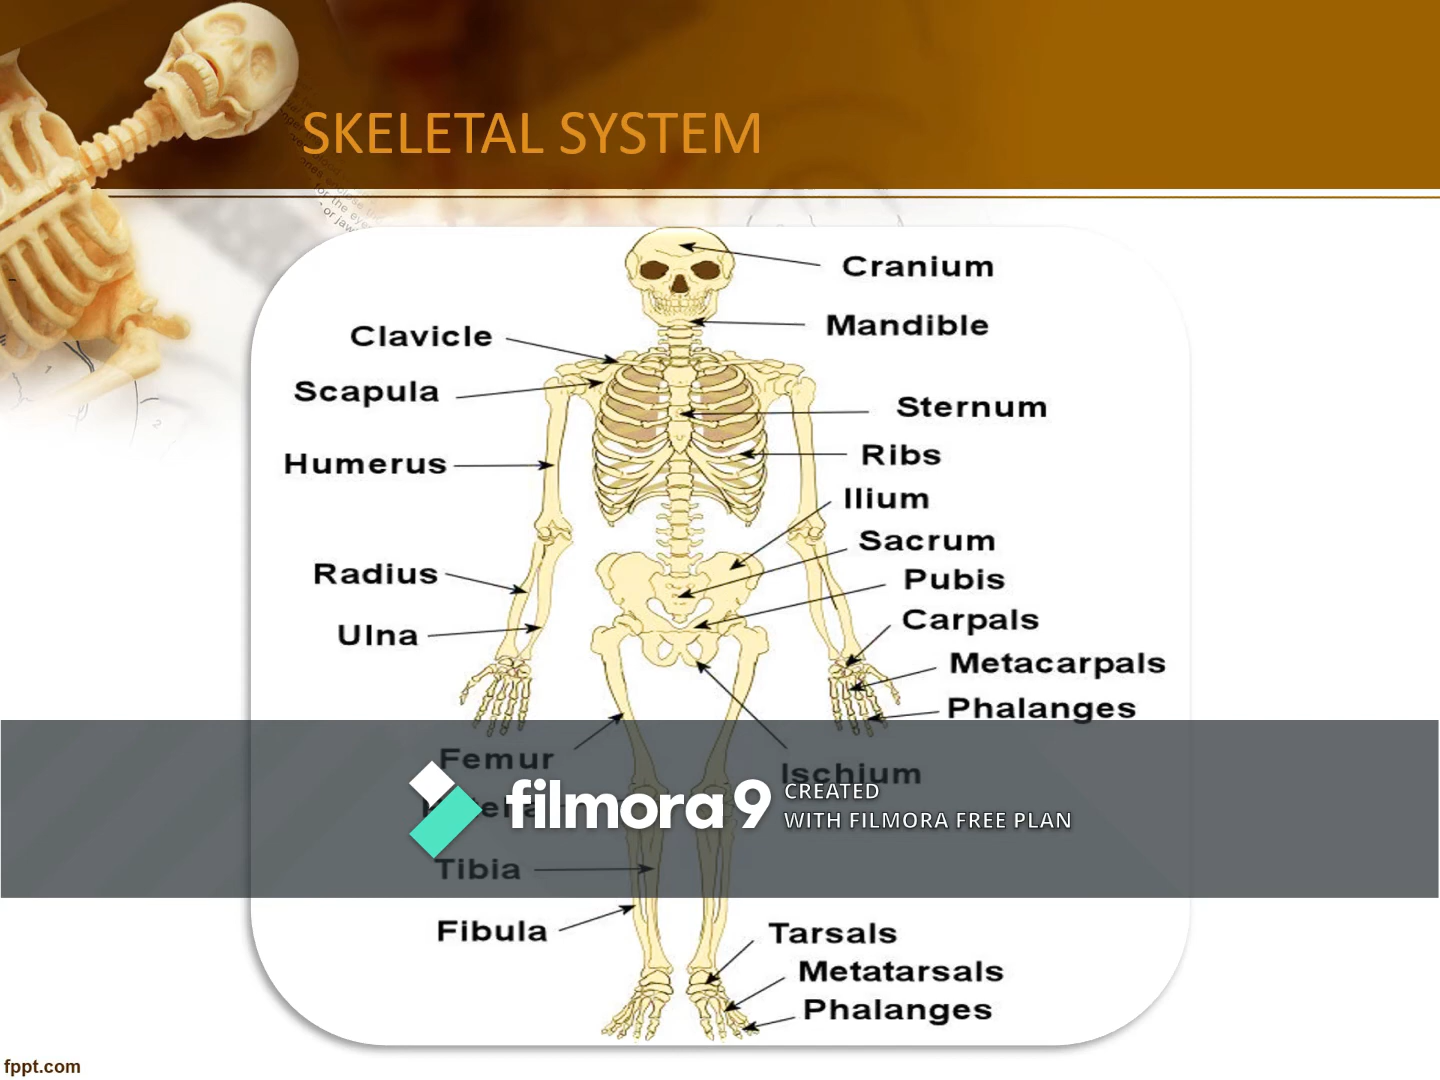 SKELETAL SYSTEM
Cranium
Mandible
Clavicle
Scapula
Sternum
Humerus
Ribs
Ilium
Sacrum
Radius
Pubis
Carpals
Ulna
Metacarpals
Phalanges
Femur
Ischium
filmora 9
CREATED
WITH FILMORA FREE PLAN
Tibia
Fibula
Tarsals
Metatarsals
Phalanges
fppt.com